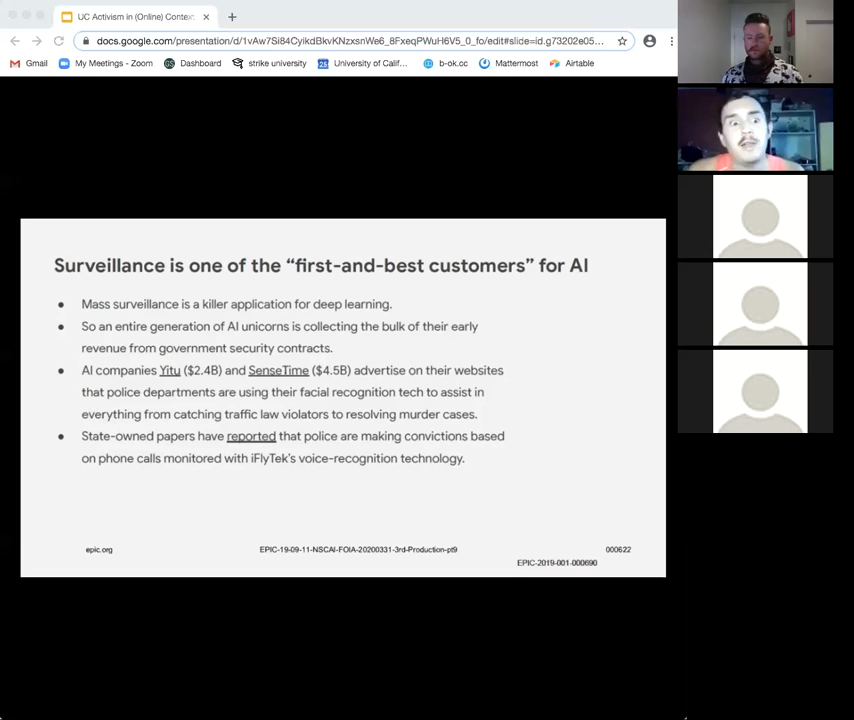 UC Activism in (Online) Contex
docs.google.com/presentation/d/1vAw7Si84CyikdBkvKNzxsnWe6_8FxeqPWuH6V5_0_fo/edit#slide=id.g73202e05...
Gmail My Meetings - Zoom Dashboard strike university University of Calif... b-ok.cc Mattermost Airtable
Surveillance is one of the “first-and-best customers” for AI
Mass surveillance is a killer application for deep learning.
So an entire generation of AI unicorns is collecting the bulk of their early
revenue from government security contracts.
AI companies Yitu ($2.4B) and SenseTime ($4.5B) advertise on their websites
that police departments are using their facial recognition tech to assist in
everything from catching traffic law violators to resolving murder cases.
State-owned papers have reported that police are making convictions based
on phone calls monitored with iFlyTek's voice-recognition technology.
epic.org EPIC-19-09-11-NSCAI-FOIA-20200331-3rd-Production-pt9 000622
EPIC-2019-001-000690